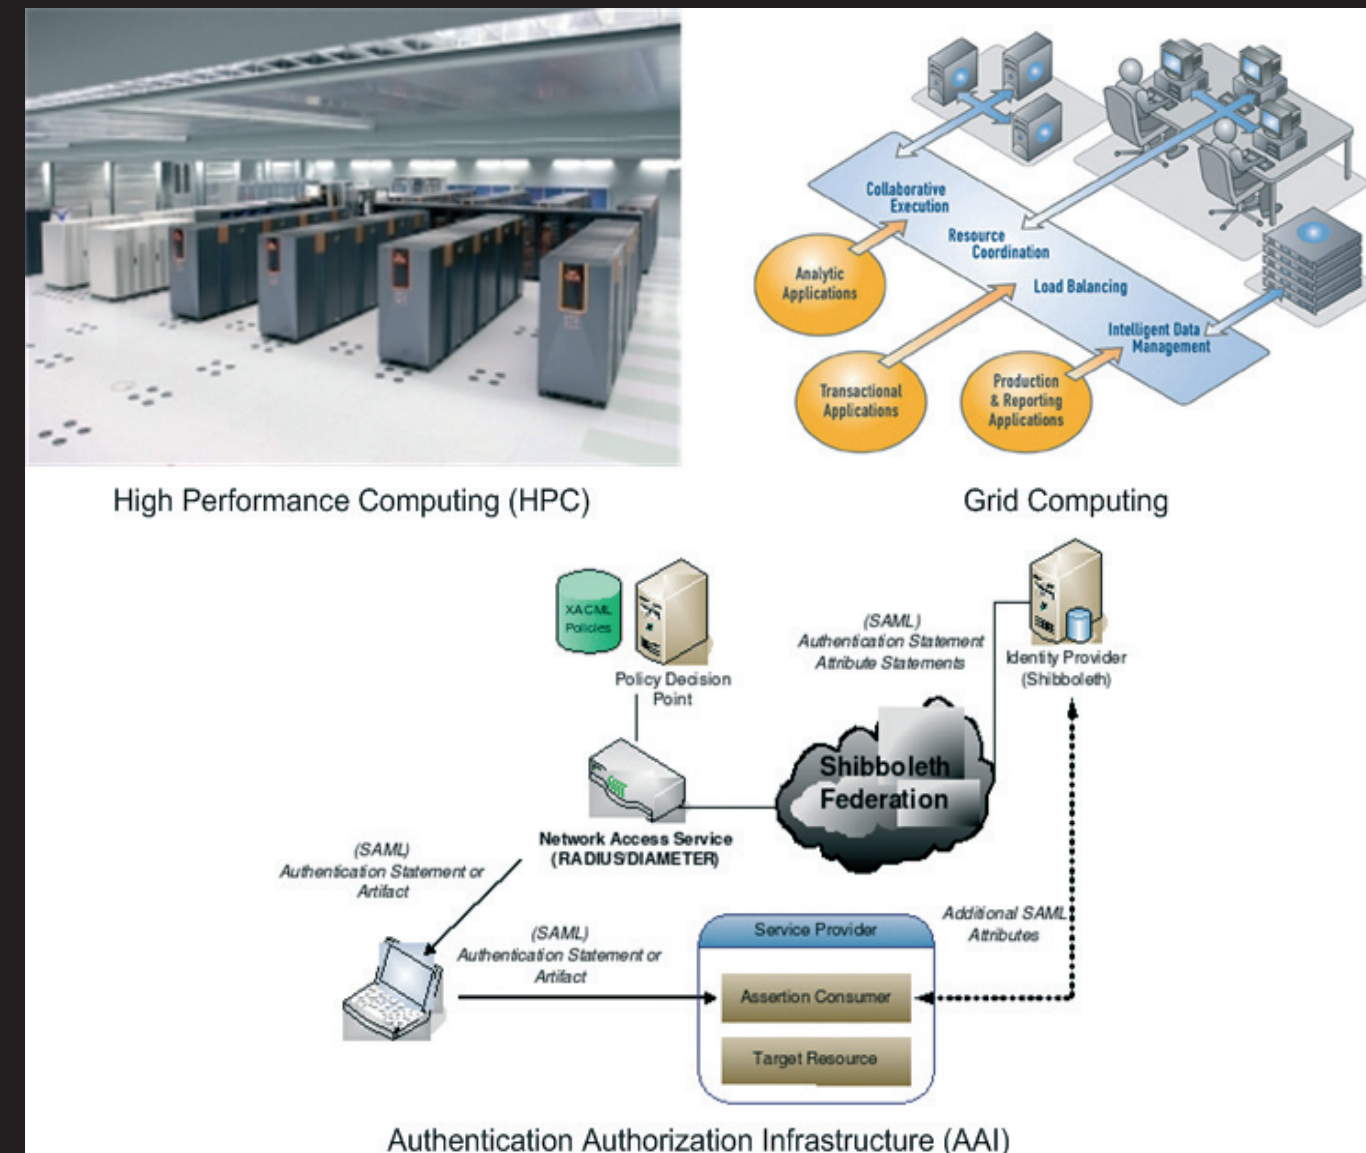 Collaborative
Execution
Resource
Coordination
Load Balancing
Intelligent Data
Management
Analytic
Applications
Transactional
Applications
Production
& Reporting
Applications
High Performance Computing (HPC)
Grid Computing
XACML
Policies
Policy Decision
Point
(SAML)
Authentication Statement
Attribute Statements
Identity Provider
(Shibboleth)
Shibboleth
Federation
Network Access Service
(RADIUS/DIAMETER)
(SAML)
Authentication Statement or
Artifact
(SAML)
Authentication Statement or
Artifact
Service Provider
Assertion Consumer
Target Resource
Additional SAML
Attributes
Authentication Authorization Infrastructure (AAI)